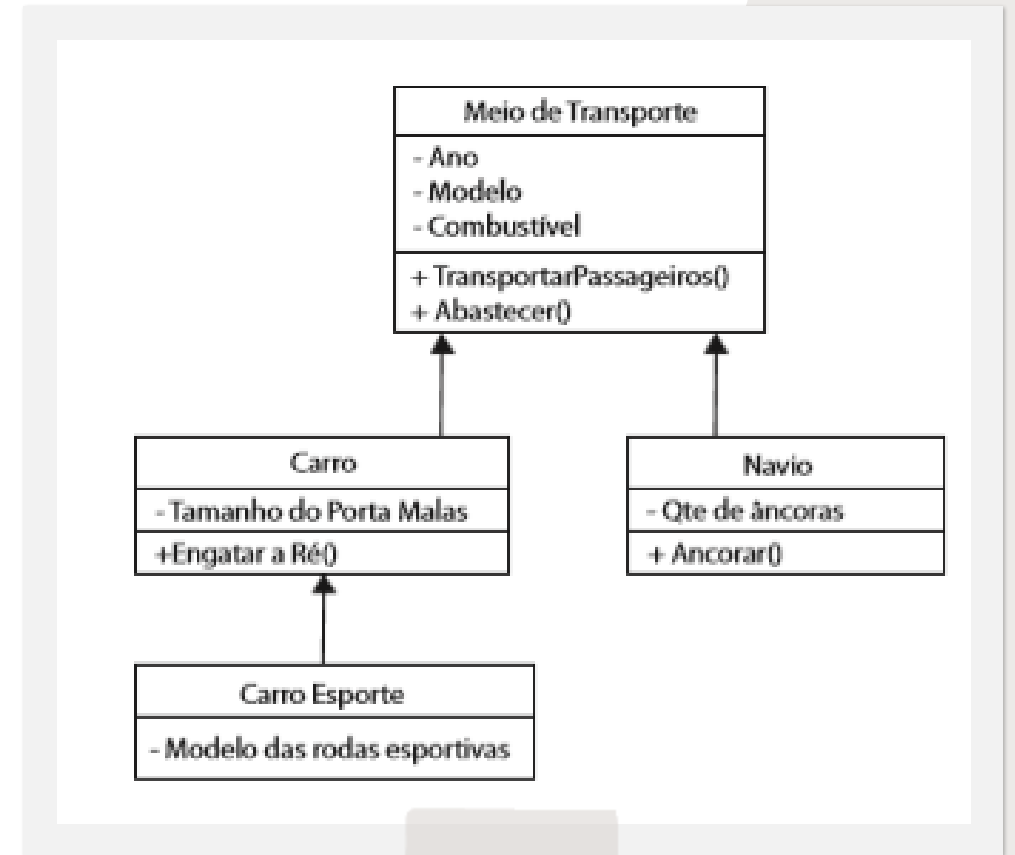 Meio de Transporte
- Ano
- Modelo
- Combustível
+ TransportarPassageiros()
+ Abastecer()
Carro
- Tamanho do Porta Malas
+Engatar a Ré()
Navio
- Qte de âncoras
+ Ancorar()
Carro Esporte
- Modelo das rodas esportivas